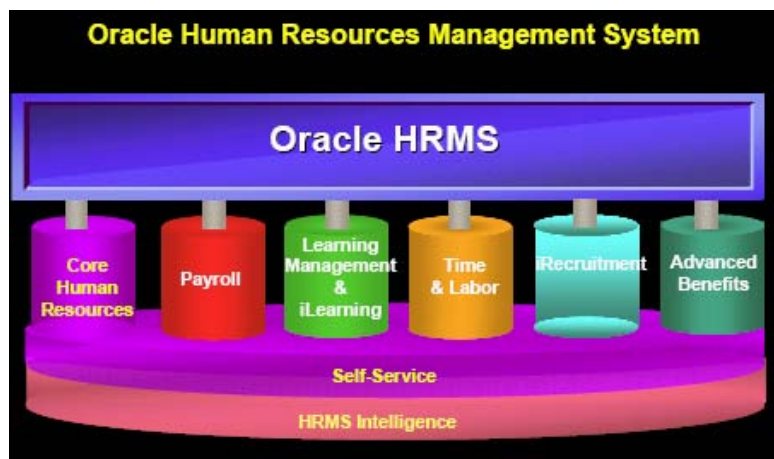 Oracle Human Resources Management System
Oracle HRMS
Core
Human
Resources
Payroll
Learning
Management
&
iLearning
Time
& Labor
iRecruitment
Advanced
Benefits
Self-Service
HRMS Intelligence